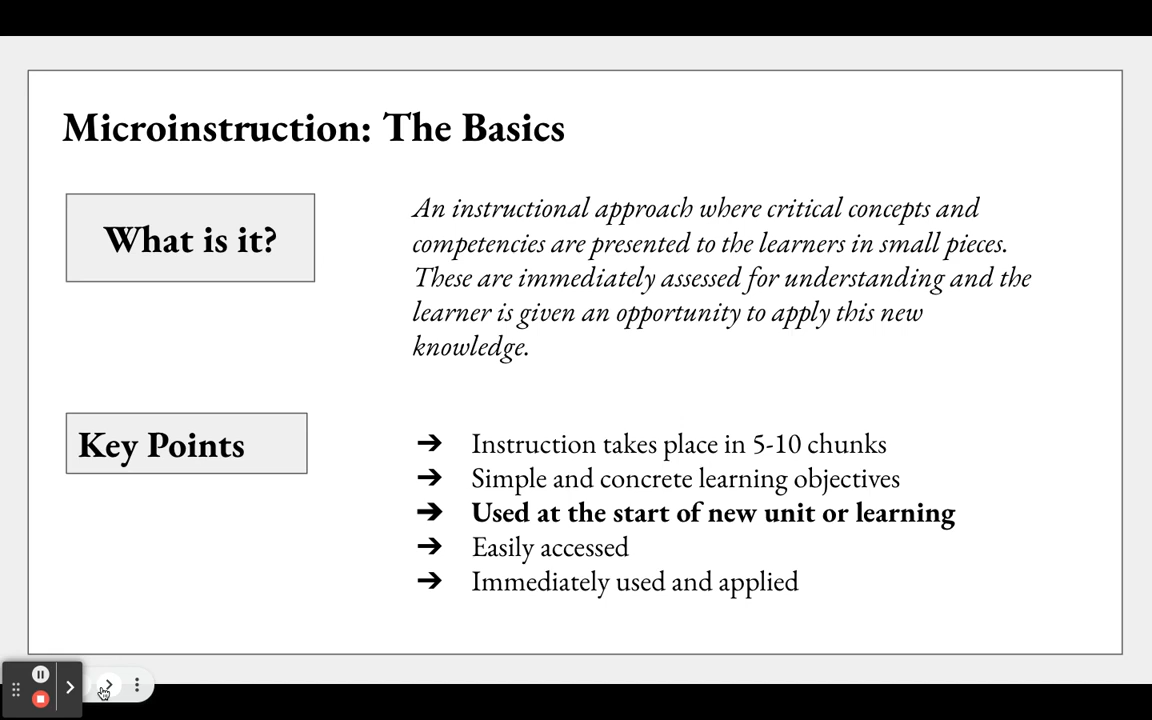 Microinstruction: The Basics
What is it?
An instructional approach where critical concepts and
competencies are presented to the learners in small pieces.
These are immediately assessed for understanding and the
learner is given an opportunity to apply this new
knowledge.
Key Points
➔ Instruction takes place in 5-10 chunks
➔ Simple and concrete learning objectives
➔ Used at the start of new unit or learning
➔ Easily accessed
➔ Immediately used and applied